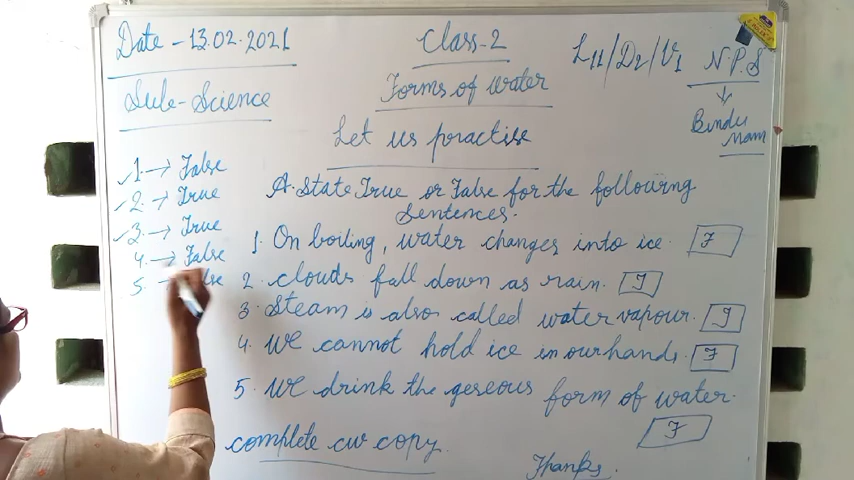 Date - 13.02.2021
Class-2
L11/D2/V1
N.P.S
Sub- Science
Forms of water
Bindu
Mam
Let us practise
1. → False
2. → True
3. → True
4. → False
5. → False
A. State True or False for the following
Sentences.
1. On boiling, water changes into ice. F
2. clouds fall down as rain. T
3. Steam is also called water vapour. T
4. We cannot hold ice in our hands. F
5. We drink the geseous form of water.
F
complete cw copy.
Thanks.